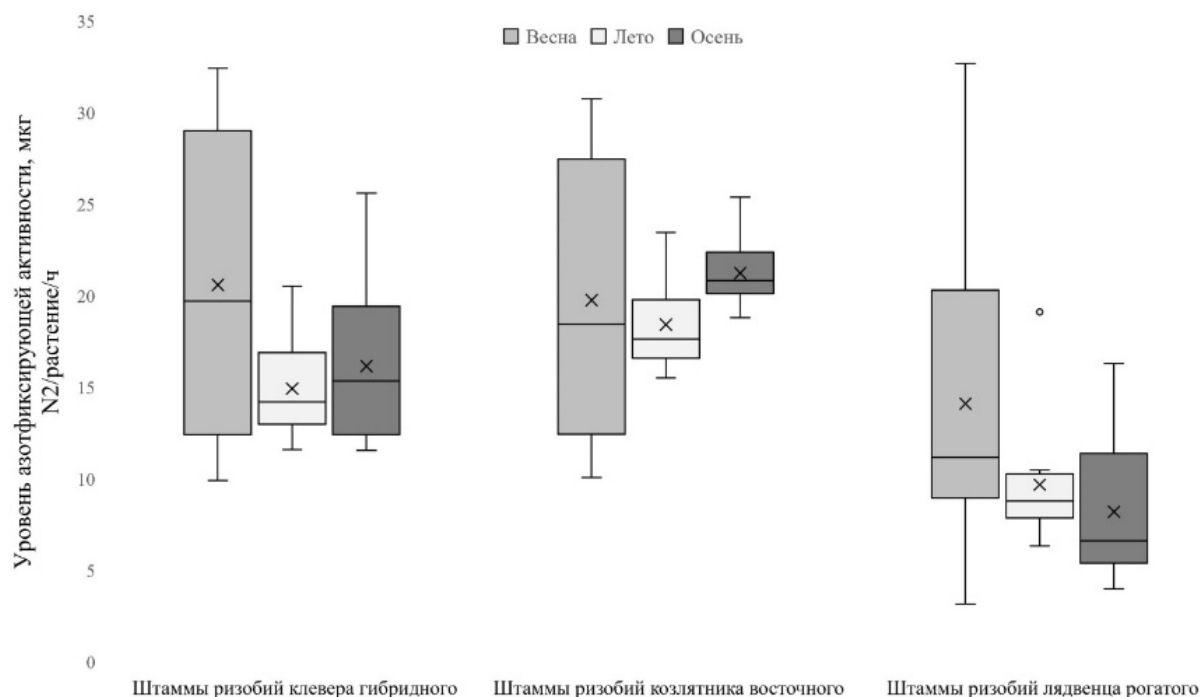 35
Весна Лето Осень
30
25
20
15
10
5
0
Уровень азотфиксирующей активности, мкг
N2/растение/ч
Штаммы ризобий клевера гибридного
Штаммы ризобий козлятника восточного
Штаммы ризобий лядвенца рогатого